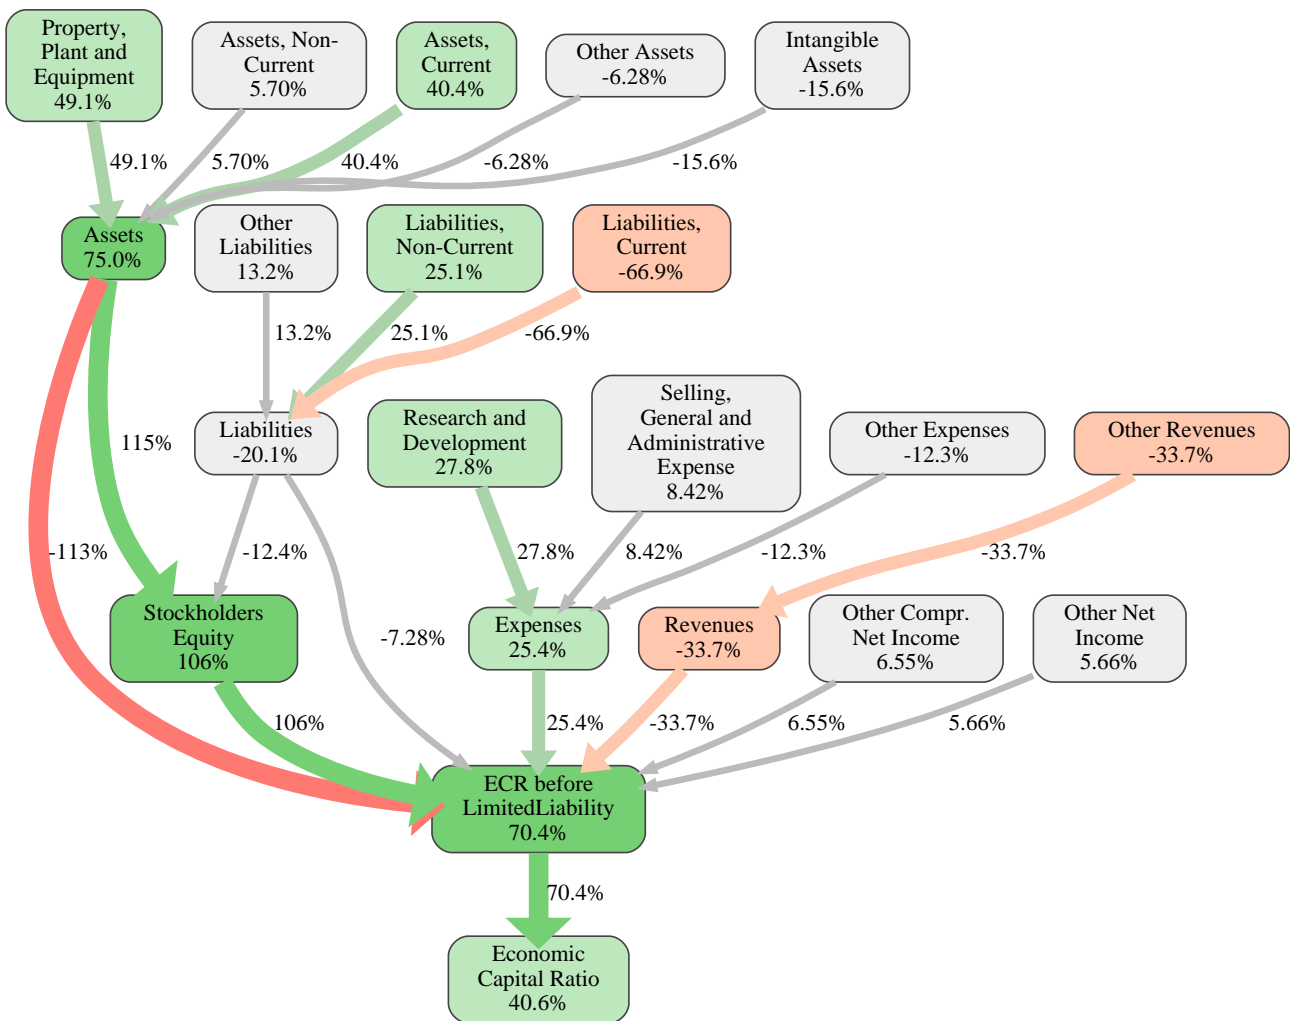 Property,
Plant and
Equipment
49.1%
Assets, Non-
Current
5.70%
Assets,
Current
40.4%
Other Assets
-6.28%
Intangible
Assets
-15.6%
49.1%
5.70%
40.4%
-6.28%
-15.6%
Assets
75.0%
Other
Liabilities
13.2%
Liabilities,
Non-Current
25.1%
Liabilities,
Current
-66.9%
13.2%
25.1%
-66.9%
Liabilities
-20.1%
Research and
Development
27.8%
Selling,
General and
Administrative
Expense
8.42%
Other Expenses
-12.3%
Other Revenues
-33.7%
115%
-113%
-12.4%
27.8%
8.42%
-12.3%
-33.7%
Stockholders
Equity
106%
-7.28%
Expenses
25.4%
Revenues
-33.7%
Other Compr.
Net Income
6.55%
Other Net
Income
5.66%
106%
25.4%
-33.7%
6.55%
5.66%
ECR before
LimitedLiability
70.4%
70.4%
Economic
Capital Ratio
40.6%